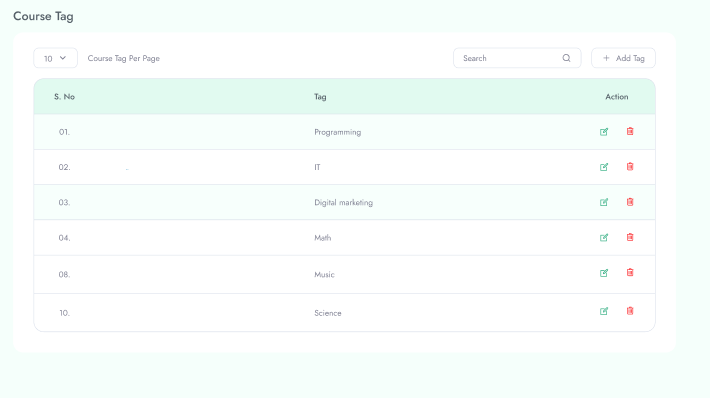 Course Tag
10 Course Tag Per Page Search + Add Tag
S. No Tag Action
01. Programming
02. IT
03. Digital marketing
04. Math
08. Music
10. Science